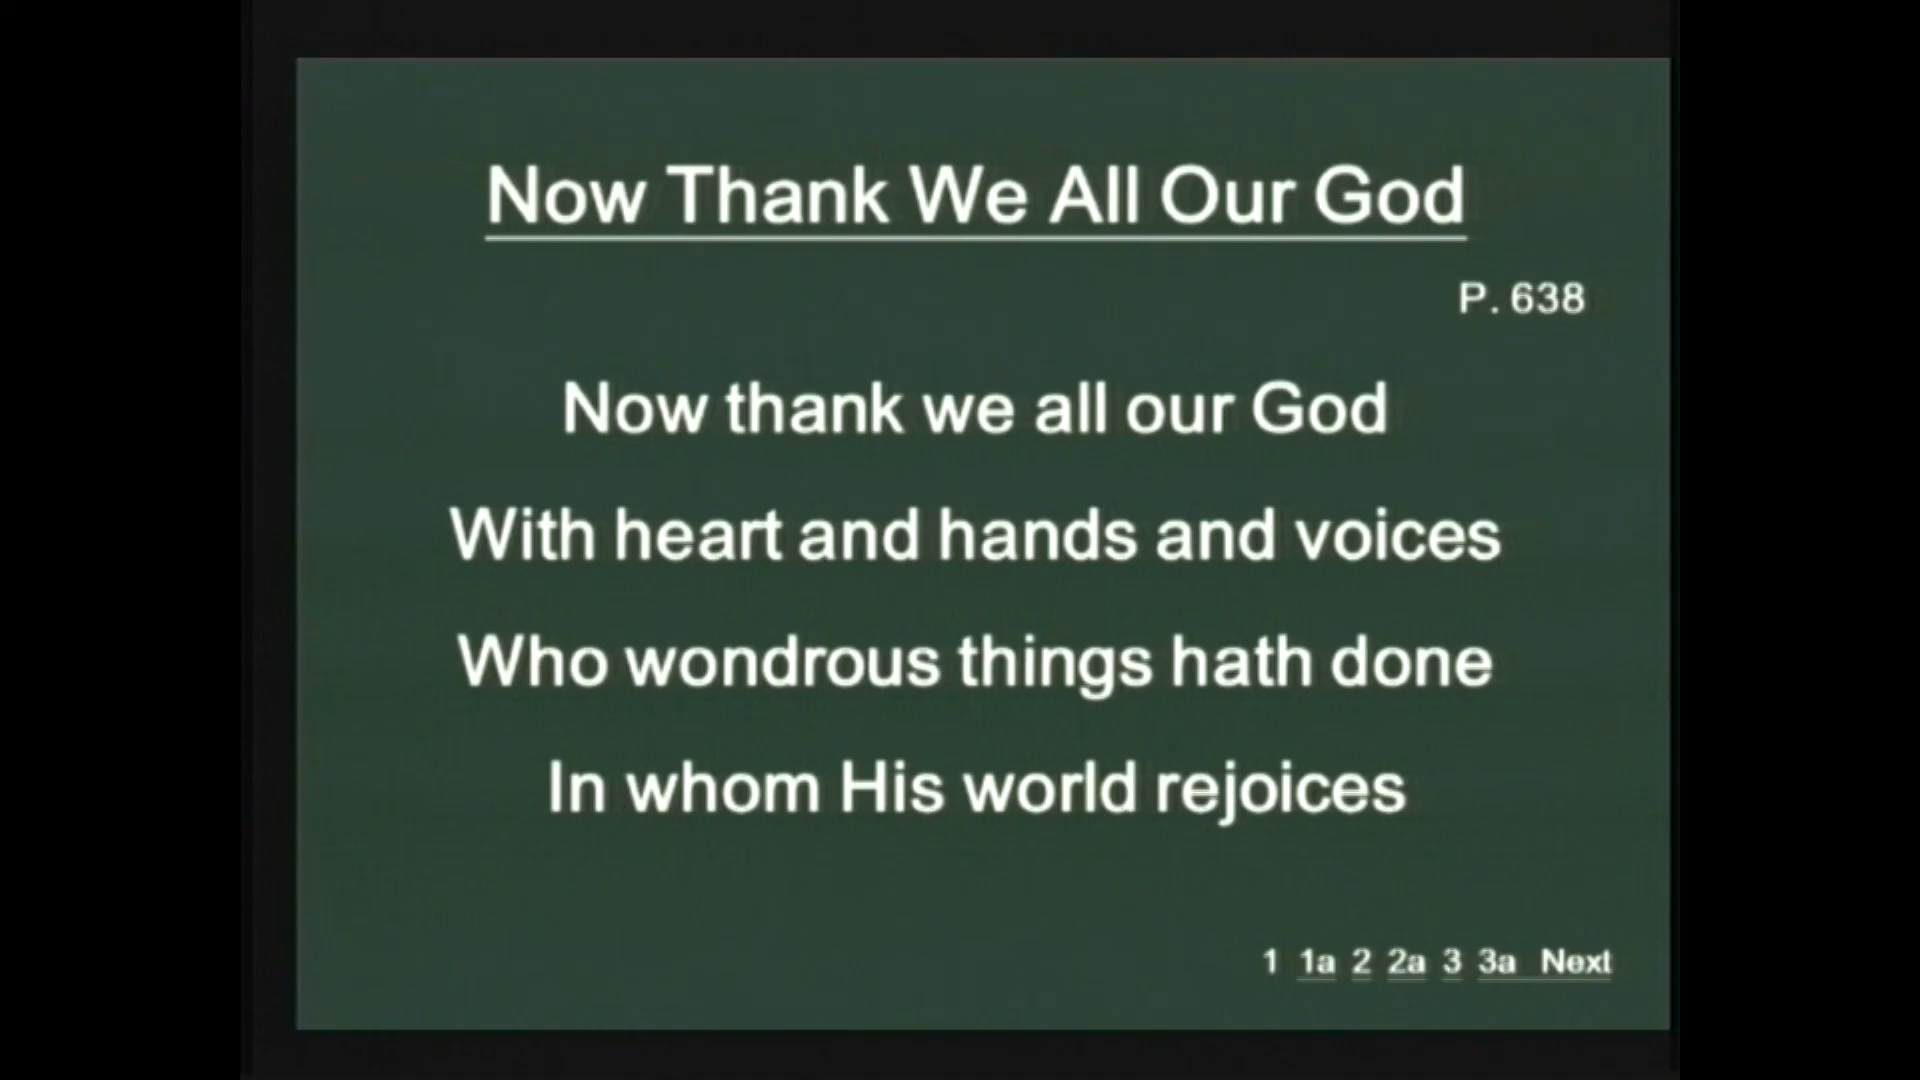 Now Thank We All Our God
P. 638
Now thank we all our God
With heart and hands and voices
Who wondrous things hath done
In whom His world rejoices
1 1a 2 2a 3 3a Next